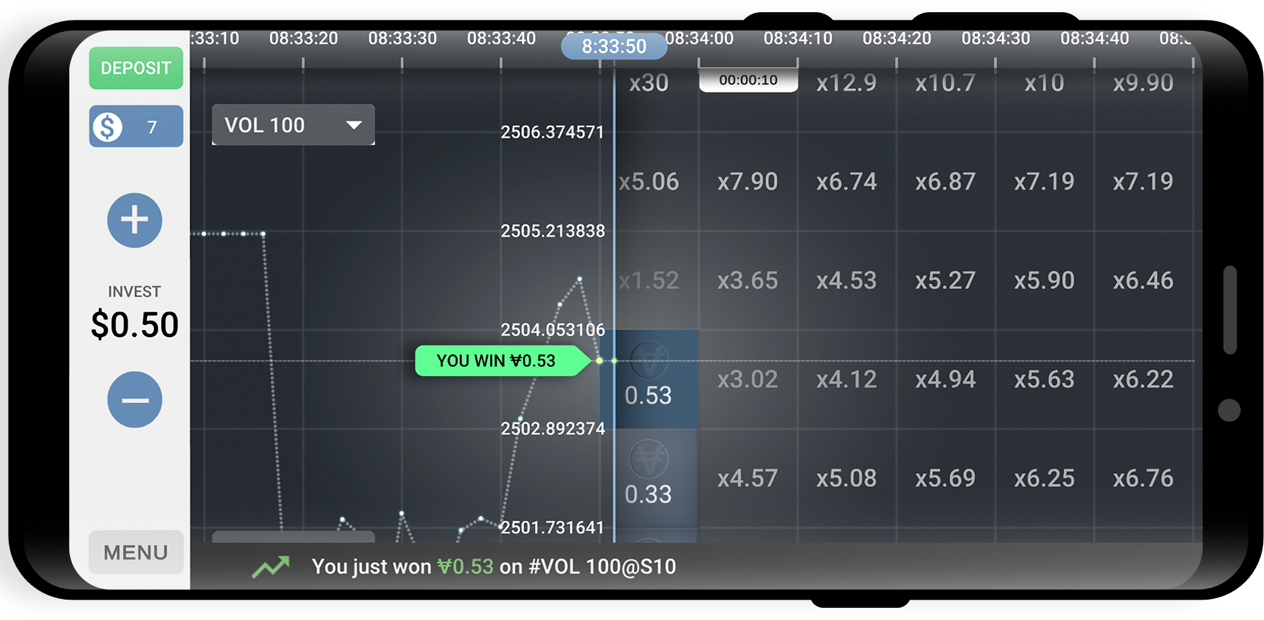 :33:10 08:33:20 08:33:30 08:33:40 8:33:50 08:34:00 08:34:10 08:34:20 08:34:30 08:34:40
DEPOSIT
x30 00:00:10 x12.9 x10.7 x10 x9.90
$ 7
VOL 100
2506.374571
x5.06 x7.90 x6.74 x6.87 x7.19 x7.19
2505.213838
x1.52 x3.65 x4.53 x5.27 x5.90 x6.46
INVEST
$0.50
2504.053106
YOU WIN ₩0.53
0.53 x3.02 x4.12 x4.94 x5.63 x6.22
2502.892374
0.33 x4.57 x5.08 x5.69 x6.25 x6.76
2501.731641
MENU
You just won ₩0.53 on #VOL 100@S10